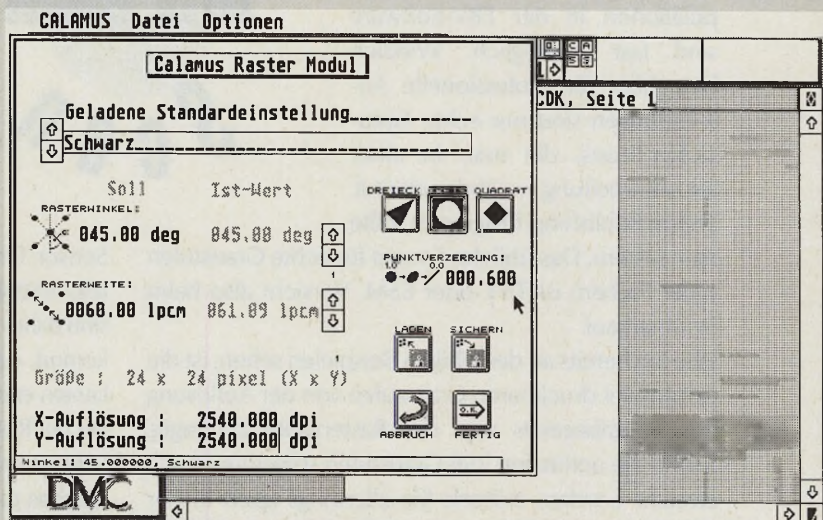 CALAMUS Datei Optionen
Calamus Raster Modul
CDK, Seite 1
Geladene Standardeinstellung
Schwarz
Soll Ist-Wert
DREIECK KREIS QUADRAT
RASTERWINKEL:
045.00 deg 045.00 deg
PUNKTVERZERRUNG:
1.0 0.0
000.600
1
RASTERWEITE:
0060.00 lpcm 061.09 lpcm
LADEN SICHERN
Größe : 24 x 24 pixel (X x Y)
O.K.
X-Auflösung : 2540.000 dpi
Y-Auflösung : 2540.000 dpi
ABBRUCH FERTIG
Winkel: 45.000000, Schwarz
DMC